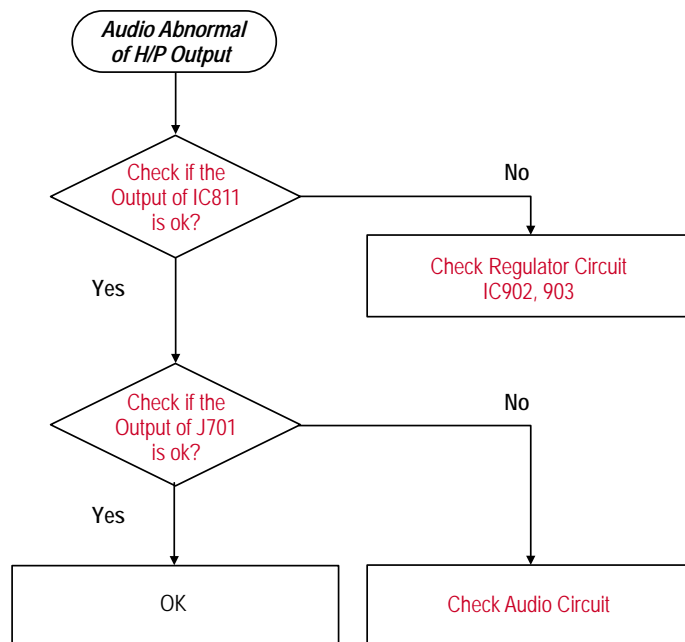 Audio Abnormal
of H/P Output
Check if the
Output of IC811
is ok?
No
Check Regulator Circuit
IC902, 903
Yes
Check if the
Output of J701
is ok?
No
Yes
OK
Check Audio Circuit